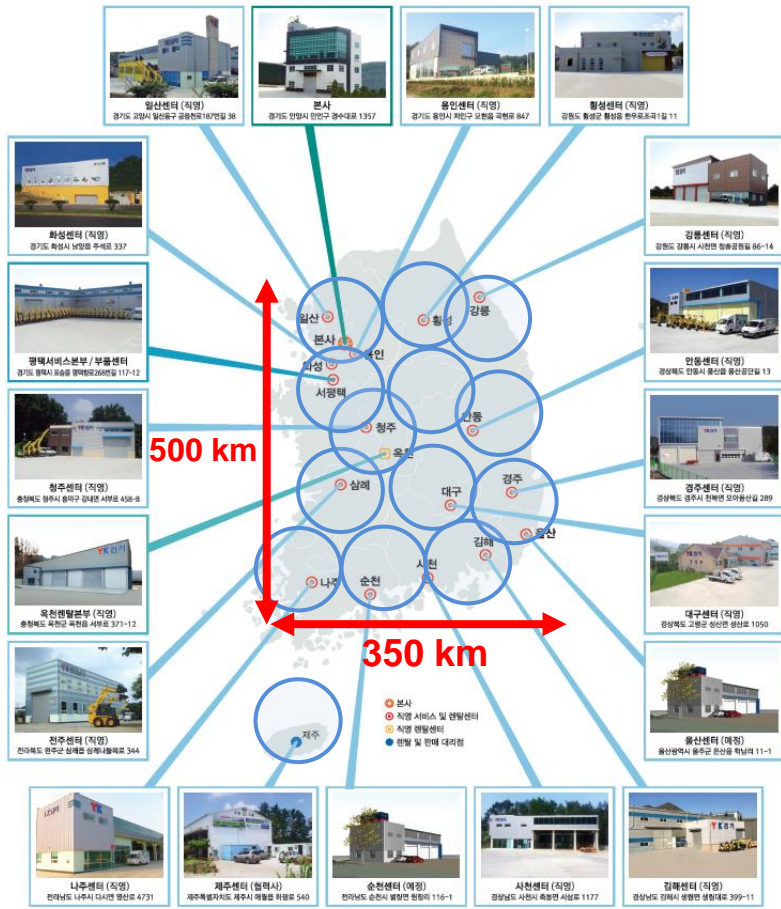 일산센터 (직영)
경기도 고양시 일산동구 공릉천로187번길 38
본사
경기도 안양시 만안구 경수대로 1357
용인센터 (직영)
경기도 용인시 처인구 모현읍 곡현로 847
횡성센터 (직영)
강원도 횡성군 횡성읍 한우로조곡1길 11
화성센터 (직영)
경기도 화성시 남양읍 주석로 337
강릉센터 (직영)
강원도 강릉시 사천면 청솔공원길 86-14
평택서비스본부 / 부품센터
경기도 평택시 포승읍 평택항로268번길 117-12
안동센터 (직영)
경상북도 안동시 풍산읍 풍산공단길 13
청주센터 (직영)
충청북도 청주시 흥덕구 강내면 서부로 458-8
경주센터 (직영)
경상북도 경주시 천북면 모아동산길 289
YK건기
옥천렌탈본부 (직영)
충청북도 옥천군 옥천읍 서부로 371-12
대구센터 (직영)
경상북도 고령군 성산면 성산로 1050
전주센터 (직영)
전라북도 완주군 삼례읍 삼례나들목로 344
울산센터 (예정)
울산광역시 울주군 온산읍 학남리 11-1
일산
본사
용인
화성
서평택
횡성
강릉
청주
안동
옥천
500 km
삼례
대구
경주
울산
김해
나주
순천
사천
350 km
제주
본사
직영 서비스 및 렌탈센터
직영 렌탈센터
렌탈 및 판매 대리점
YK
나주센터 (직영)
전라남도 나주시 다시면 영산로 4731
제주센터 (협력사)
제주특별자치도 제주시 애월읍 하광로 540
순천센터 (예정)
전라남도 순천시 별량면 원창리 116-1
사천센터 (직영)
경상남도 사천시 축동면 서삼로 1177
YK건기
김해센터 (직영)
경상남도 김해시 생림면 생림대로 399-11